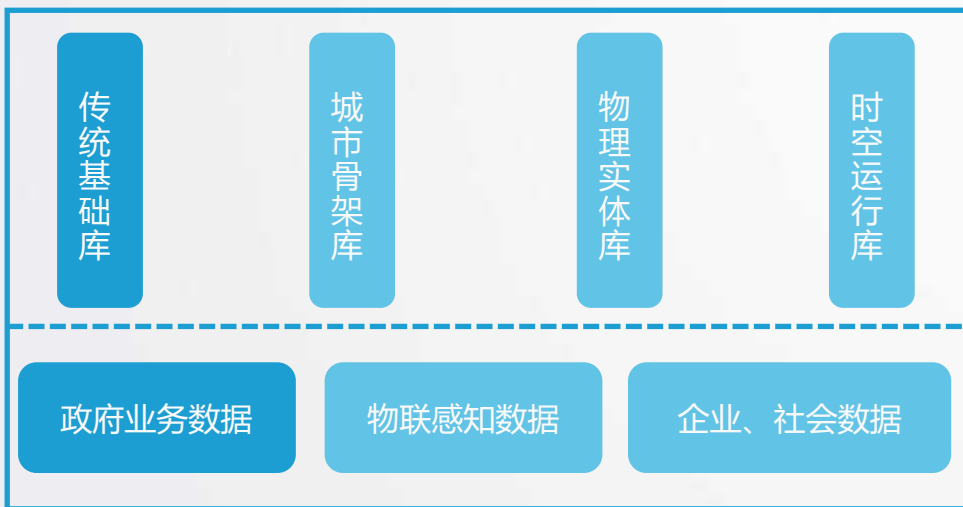 传统基础库
城市骨架库
物理实体库
时空运行库
政府业务数据
物联感知数据
企业、社会数据